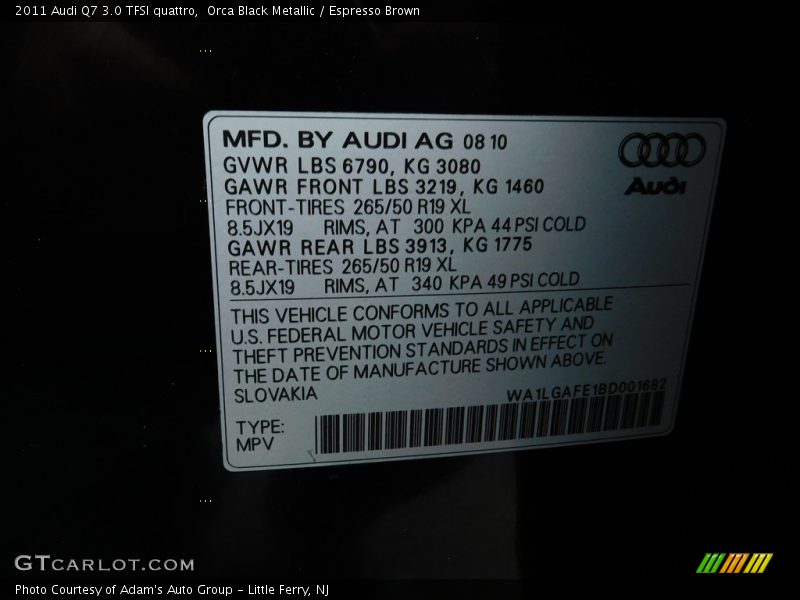 2011 Audi Q7 3.0 TFSI quattro,  Orca Black Metallic / Espresso Brown
MFD. BY AUDI AG 08 10
GVWR LBS 6790, KG 3080
GAWR FRONT LBS 3219, KG 1460
FRONT-TIRES 265/50 R19 XL
8.5JX19 RIMS, AT 300 KPA 44 PSI COLD
GAWR REAR LBS 3913, KG 1775
REAR-TIRES 265/50 R19 XL
8.5JX19 RIMS, AT 340 KPA 49 PSI COLD
Audi
THIS VEHICLE CONFORMS TO ALL APPLICABLE
U.S. FEDERAL MOTOR VEHICLE SAFETY AND
THEFT PREVENTION STANDARDS IN EFFECT ON
THE DATE OF MANUFACTURE SHOWN ABOVE.
SLOVAKIA WA1LGAFE1BD001682
TYPE:
MPV
GTCARLOT.COM
Photo Courtesy of Adam's Auto Group - Little Ferry, NJ